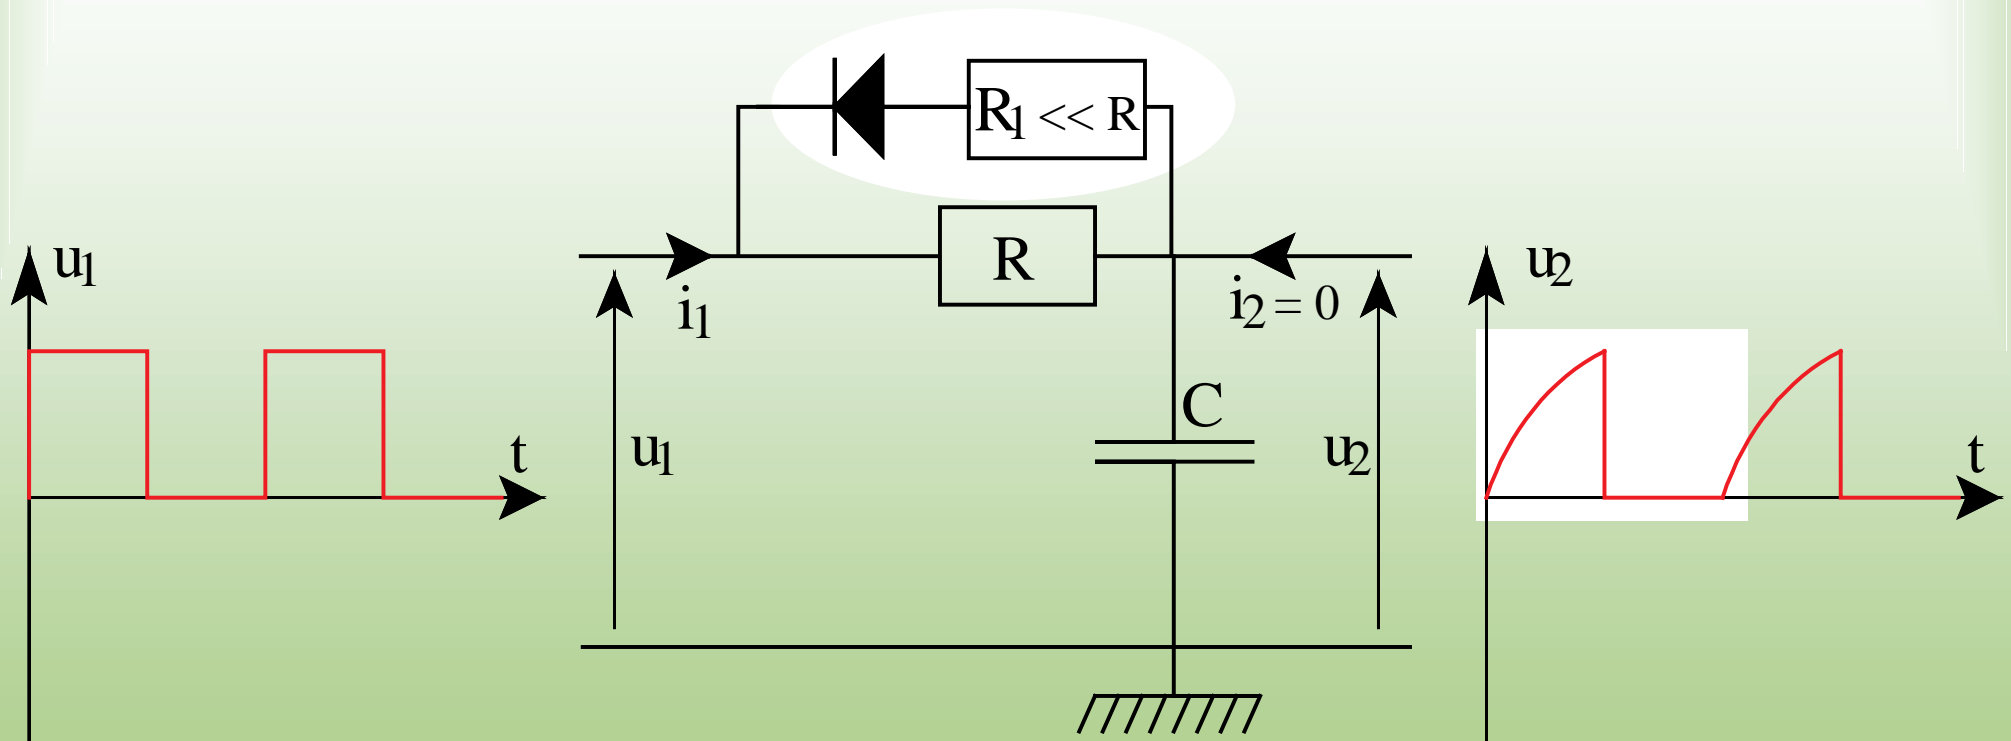 R₁ << R
u₁
R
u₂
i₁
i₂ = 0
C
t
u₁
u₂
t